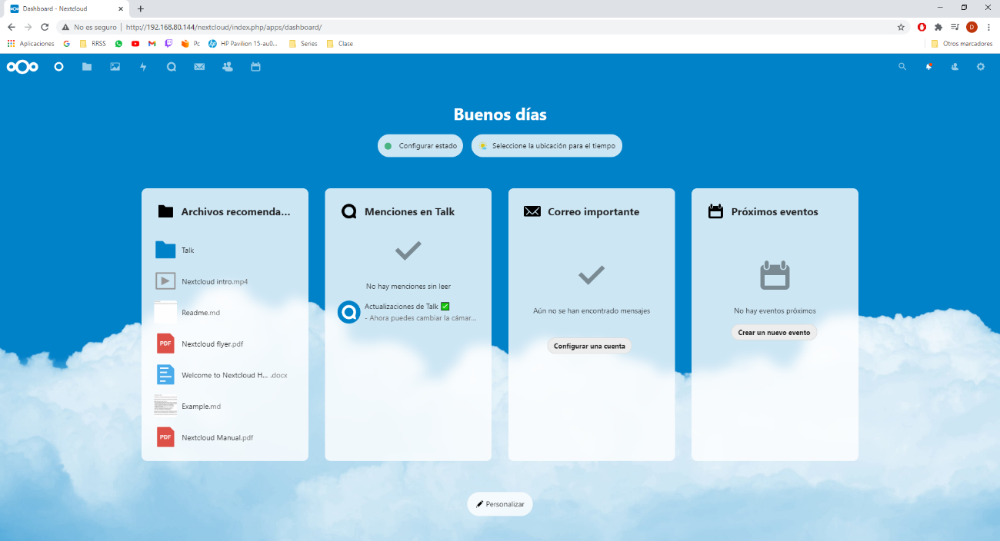 Dashboard - Nextcloud
No es seguro | http://192.168.80.144/nextcloud/index.php/apps/dashboard/
D
Aplicaciones RRSS Pc HP Pavilion 15-au0... Series Clase Otros marcadores
Buenos días
Configurar estado Seleccione la ubicación para el tiempo
Archivos recomenda...
Talk
Nextcloud intro.mp4
Readme.md
PDF Nextcloud flyer.pdf
Welcome to Nextcloud H... .docx
Example.md
PDF Nextcloud Manual.pdf
Menciones en Talk
No hay menciones sin leer
Actualizaciones de Talk ✅
- Ahora puedes cambiar la cámar...
Correo importante
Aún no se han encontrado mensajes
Configurar una cuenta
Próximos eventos
No hay eventos próximos
Crear un nuevo evento
Personalizar